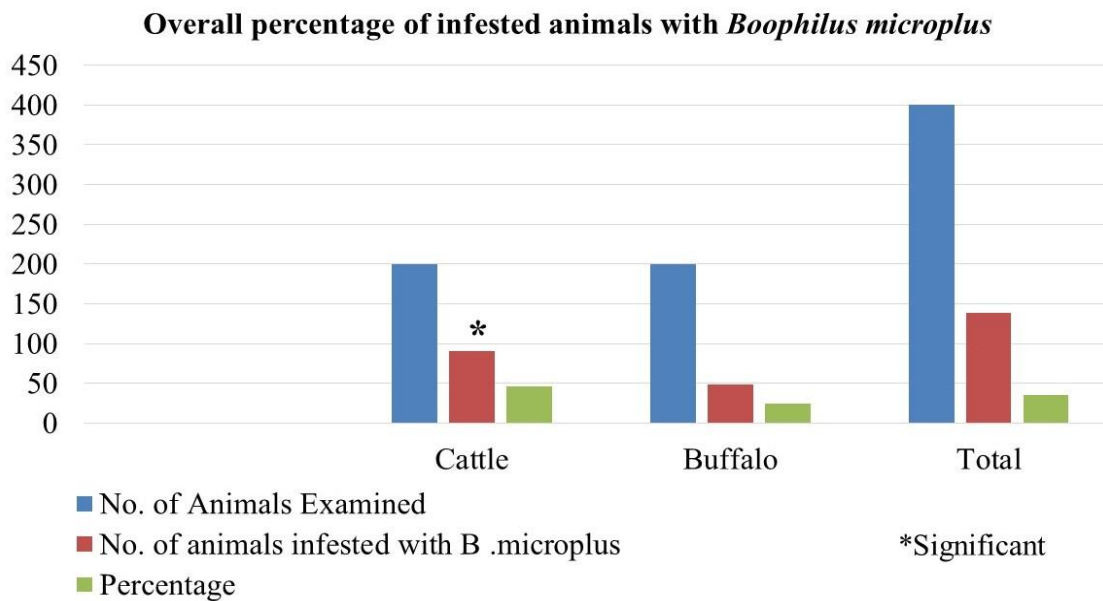 Overall percentage of infested animals with Boophilus microplus
450
400
350
300
250
200
150
100
50
0
*
Cattle Buffalo Total
No. of Animals Examined
No. of animals infested with B .microplus
*Significant
Percentage